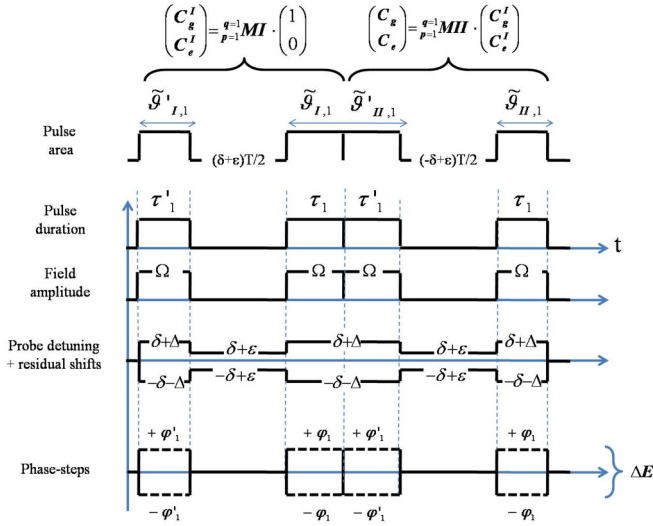 (C_g^I C_e^I) = ^{q=1}_{p=1}MI · (1 0)
(C_g C_e) = ^{q=1}_{p=1}MII · (C_g^I C_e^I)
ϑ̃'_{I,1} ϑ̃_{I,1} ϑ̃'_{II,1} ϑ̃_{II,1}
Pulse
area
(δ+ε)T/2 (-δ+ε)T/2
τ'_1 τ_1 τ'_1 τ_1
Pulse
duration
t
Field
amplitude
Ω Ω Ω Ω
Probe detuning
+ residual shifts
δ+Δ δ+ε δ+Δ δ+ε δ+Δ
−δ−Δ −δ+ε −δ−Δ −δ+ε −δ−Δ
+ φ'_1 + φ_1 + φ'_1 + φ_1
Phase-steps
ΔE
− φ'_1 − φ_1 − φ'_1 − φ_1